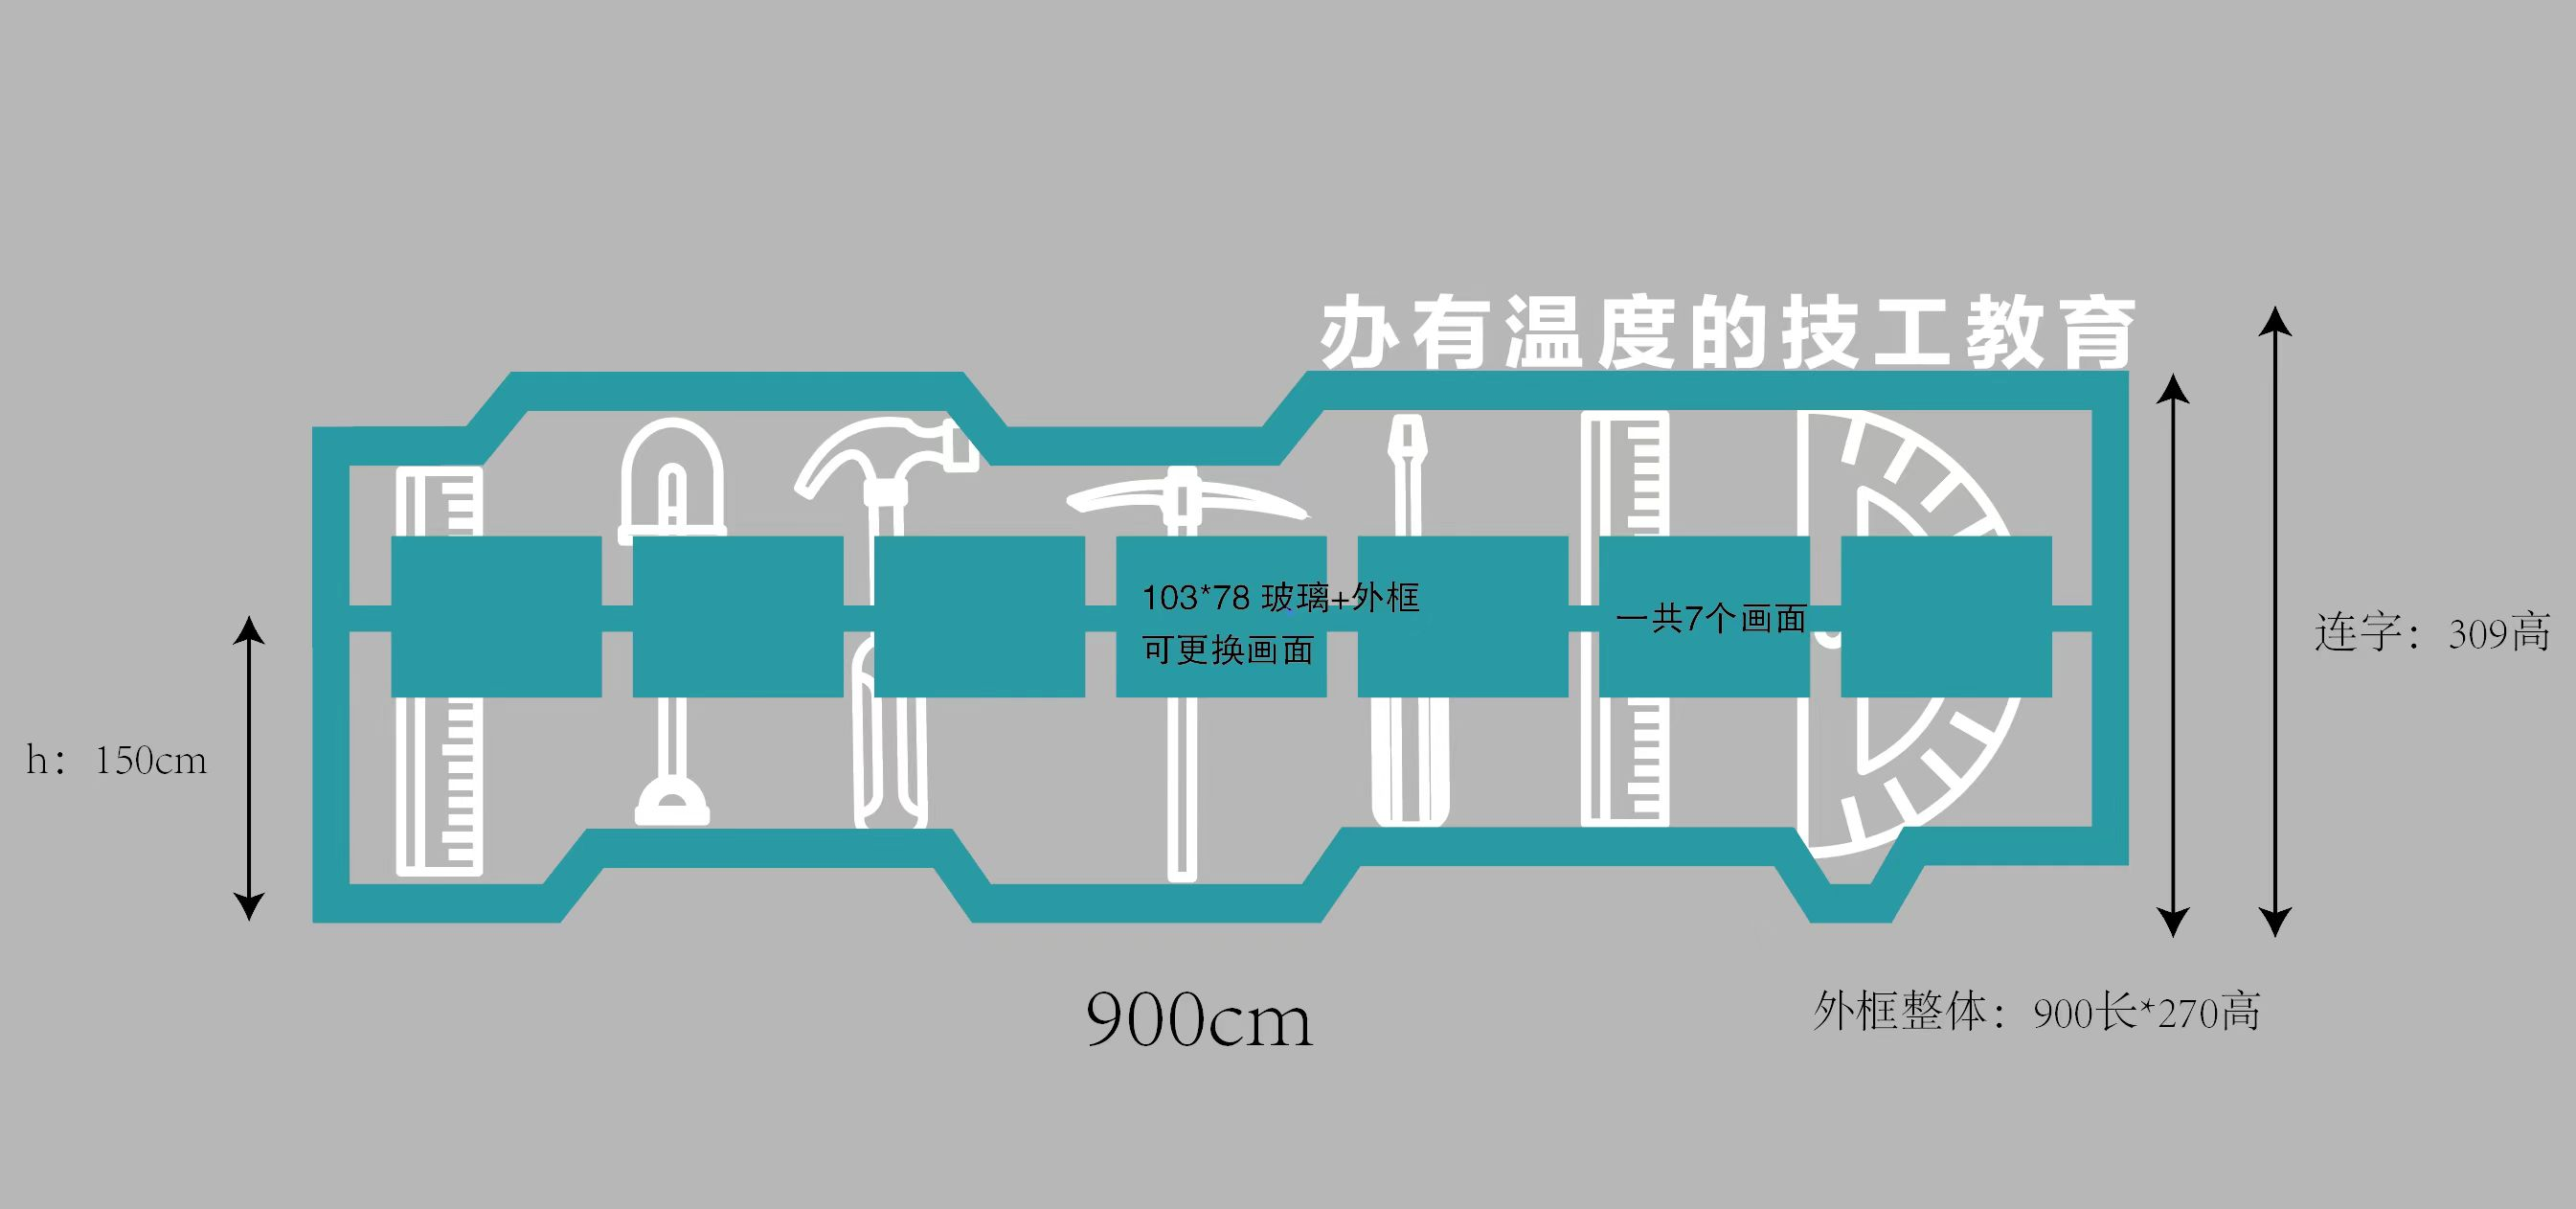 办有温度的技工教育
103*78 玻璃+外框
可更换画面
一共7个画面
连字：309高
h：150cm
900cm
外框整体：900长*270高